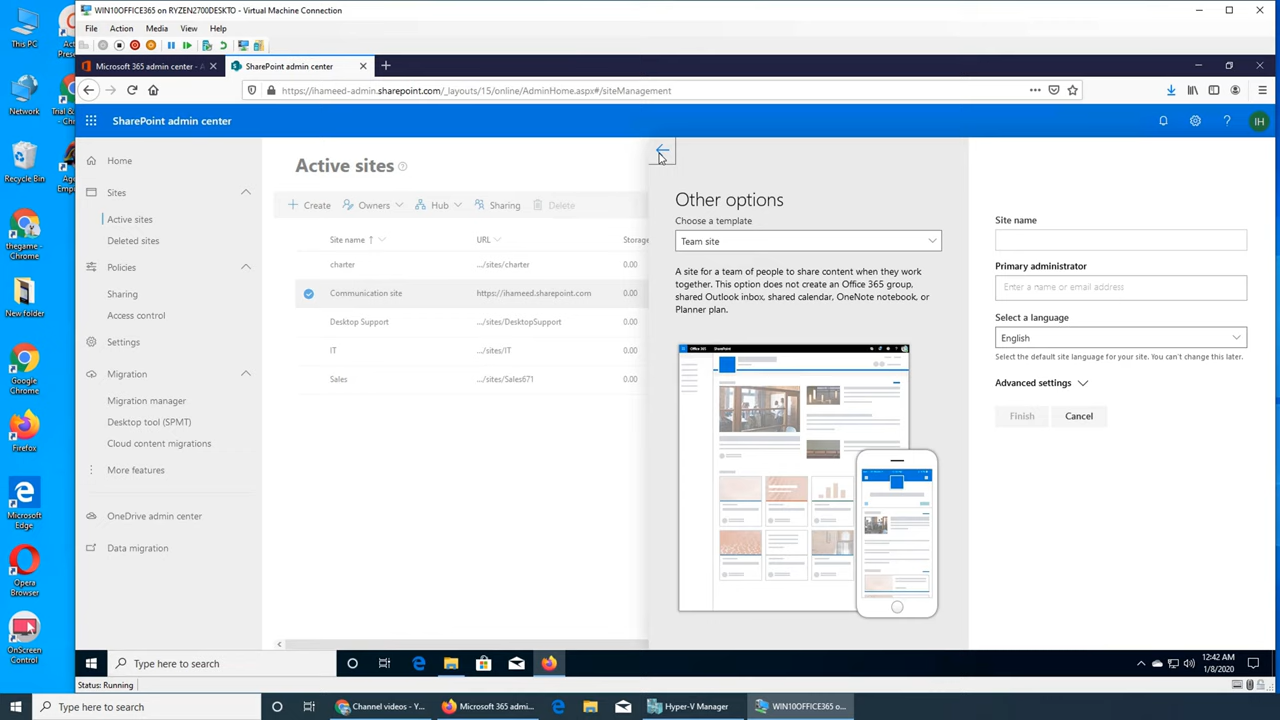 WIN10OFFICE365 on RYZEN2700DESKTO - Virtual Machine Connection
File Action Media View Help
Microsoft 365 admin center - A
SharePoint admin center
https://ihameed-admin.sharepoint.com/_layouts/15/online/AdminHome.aspx#/siteManagement
SharePoint admin center
IH
Home
Sites
Active sites
Deleted sites
Policies
Sharing
Access control
Settings
Migration
Migration manager
Desktop tool (SPMT)
Cloud content migrations
More features
OneDrive admin center
Data migration
Active sites
Create Owners Hub Sharing Delete
Site name URL Storage
charter .../sites/charter 0.00
Communication site https://ihameed.sharepoint.com 0.00
Desktop Support .../sites/DesktopSupport 0.00
IT .../sites/IT 0.00
Sales .../sites/Sales671 0.00
Other options
Choose a template
Team site
A site for a team of people to share content when they work
together. This option does not create an Office 365 group,
shared Outlook inbox, shared calendar, OneNote notebook, or
Planner plan.
Office 365 SharePoint
Site name
Primary administrator
Enter a name or email address
Select a language
English
Select the default site language for your site. You can't change this later.
Advanced settings
Finish Cancel
This PC
Network
Recycle Bin
thegame -
Chrome
New folder
Google
Chrome
Firefox
Microsoft
Edge
Opera
Browser
OnScreen
Control
Type here to search
12:42 AM
1/8/2020
Status: Running
Type here to search
Channel videos - Y...
Microsoft 365 admi...
Hyper-V Manager
WIN10OFFICE365 o...